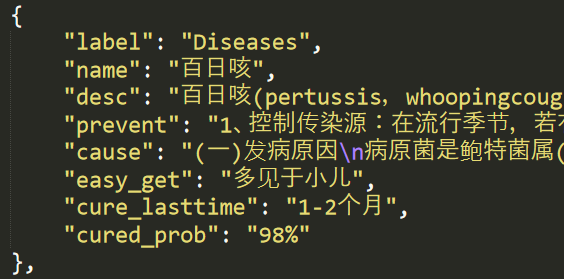 {
"label": "Diseases",
"name": "百日咳",
"desc": "百日咳(pertussis, whoopingcoug
"prevent": "1、控制传染源：在流行季节, 若
"cause": "(一)发病原因\n病原菌是鲍特菌属(
"easy_get": "多见于小儿",
"cure_lasttime": "1-2个月",
"cured_prob": "98%"
},